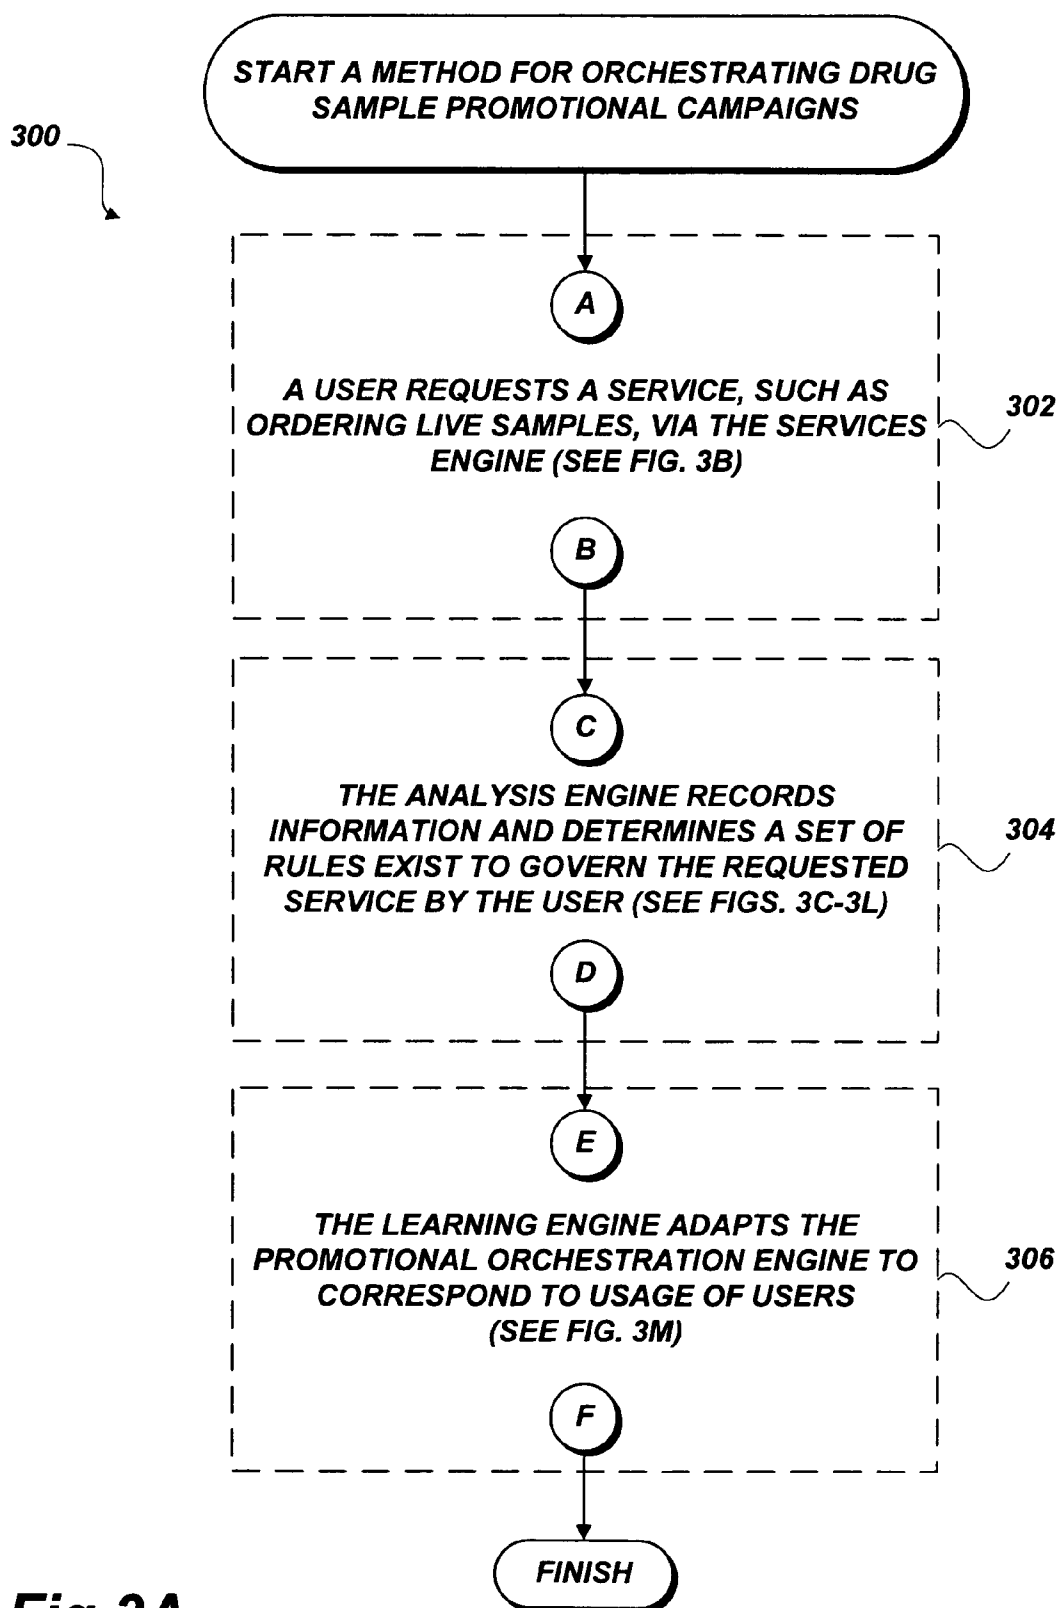 START A METHOD FOR ORCHESTRATING DRUG
SAMPLE PROMOTIONAL CAMPAIGNS
300
A
A USER REQUESTS A SERVICE, SUCH AS
ORDERING LIVE SAMPLES, VIA THE SERVICES
ENGINE (SEE FIG. 3B)
302
B
C
THE ANALYSIS ENGINE RECORDS
INFORMATION AND DETERMINES A SET OF
RULES EXIST TO GOVERN THE REQUESTED
SERVICE BY THE USER (SEE FIGS. 3C-3L)
304
D
E
THE LEARNING ENGINE ADAPTS THE
PROMOTIONAL ORCHESTRATION ENGINE TO
CORRESPOND TO USAGE OF USERS
(SEE FIG. 3M)
306
F
FINISH
Fig.3A.